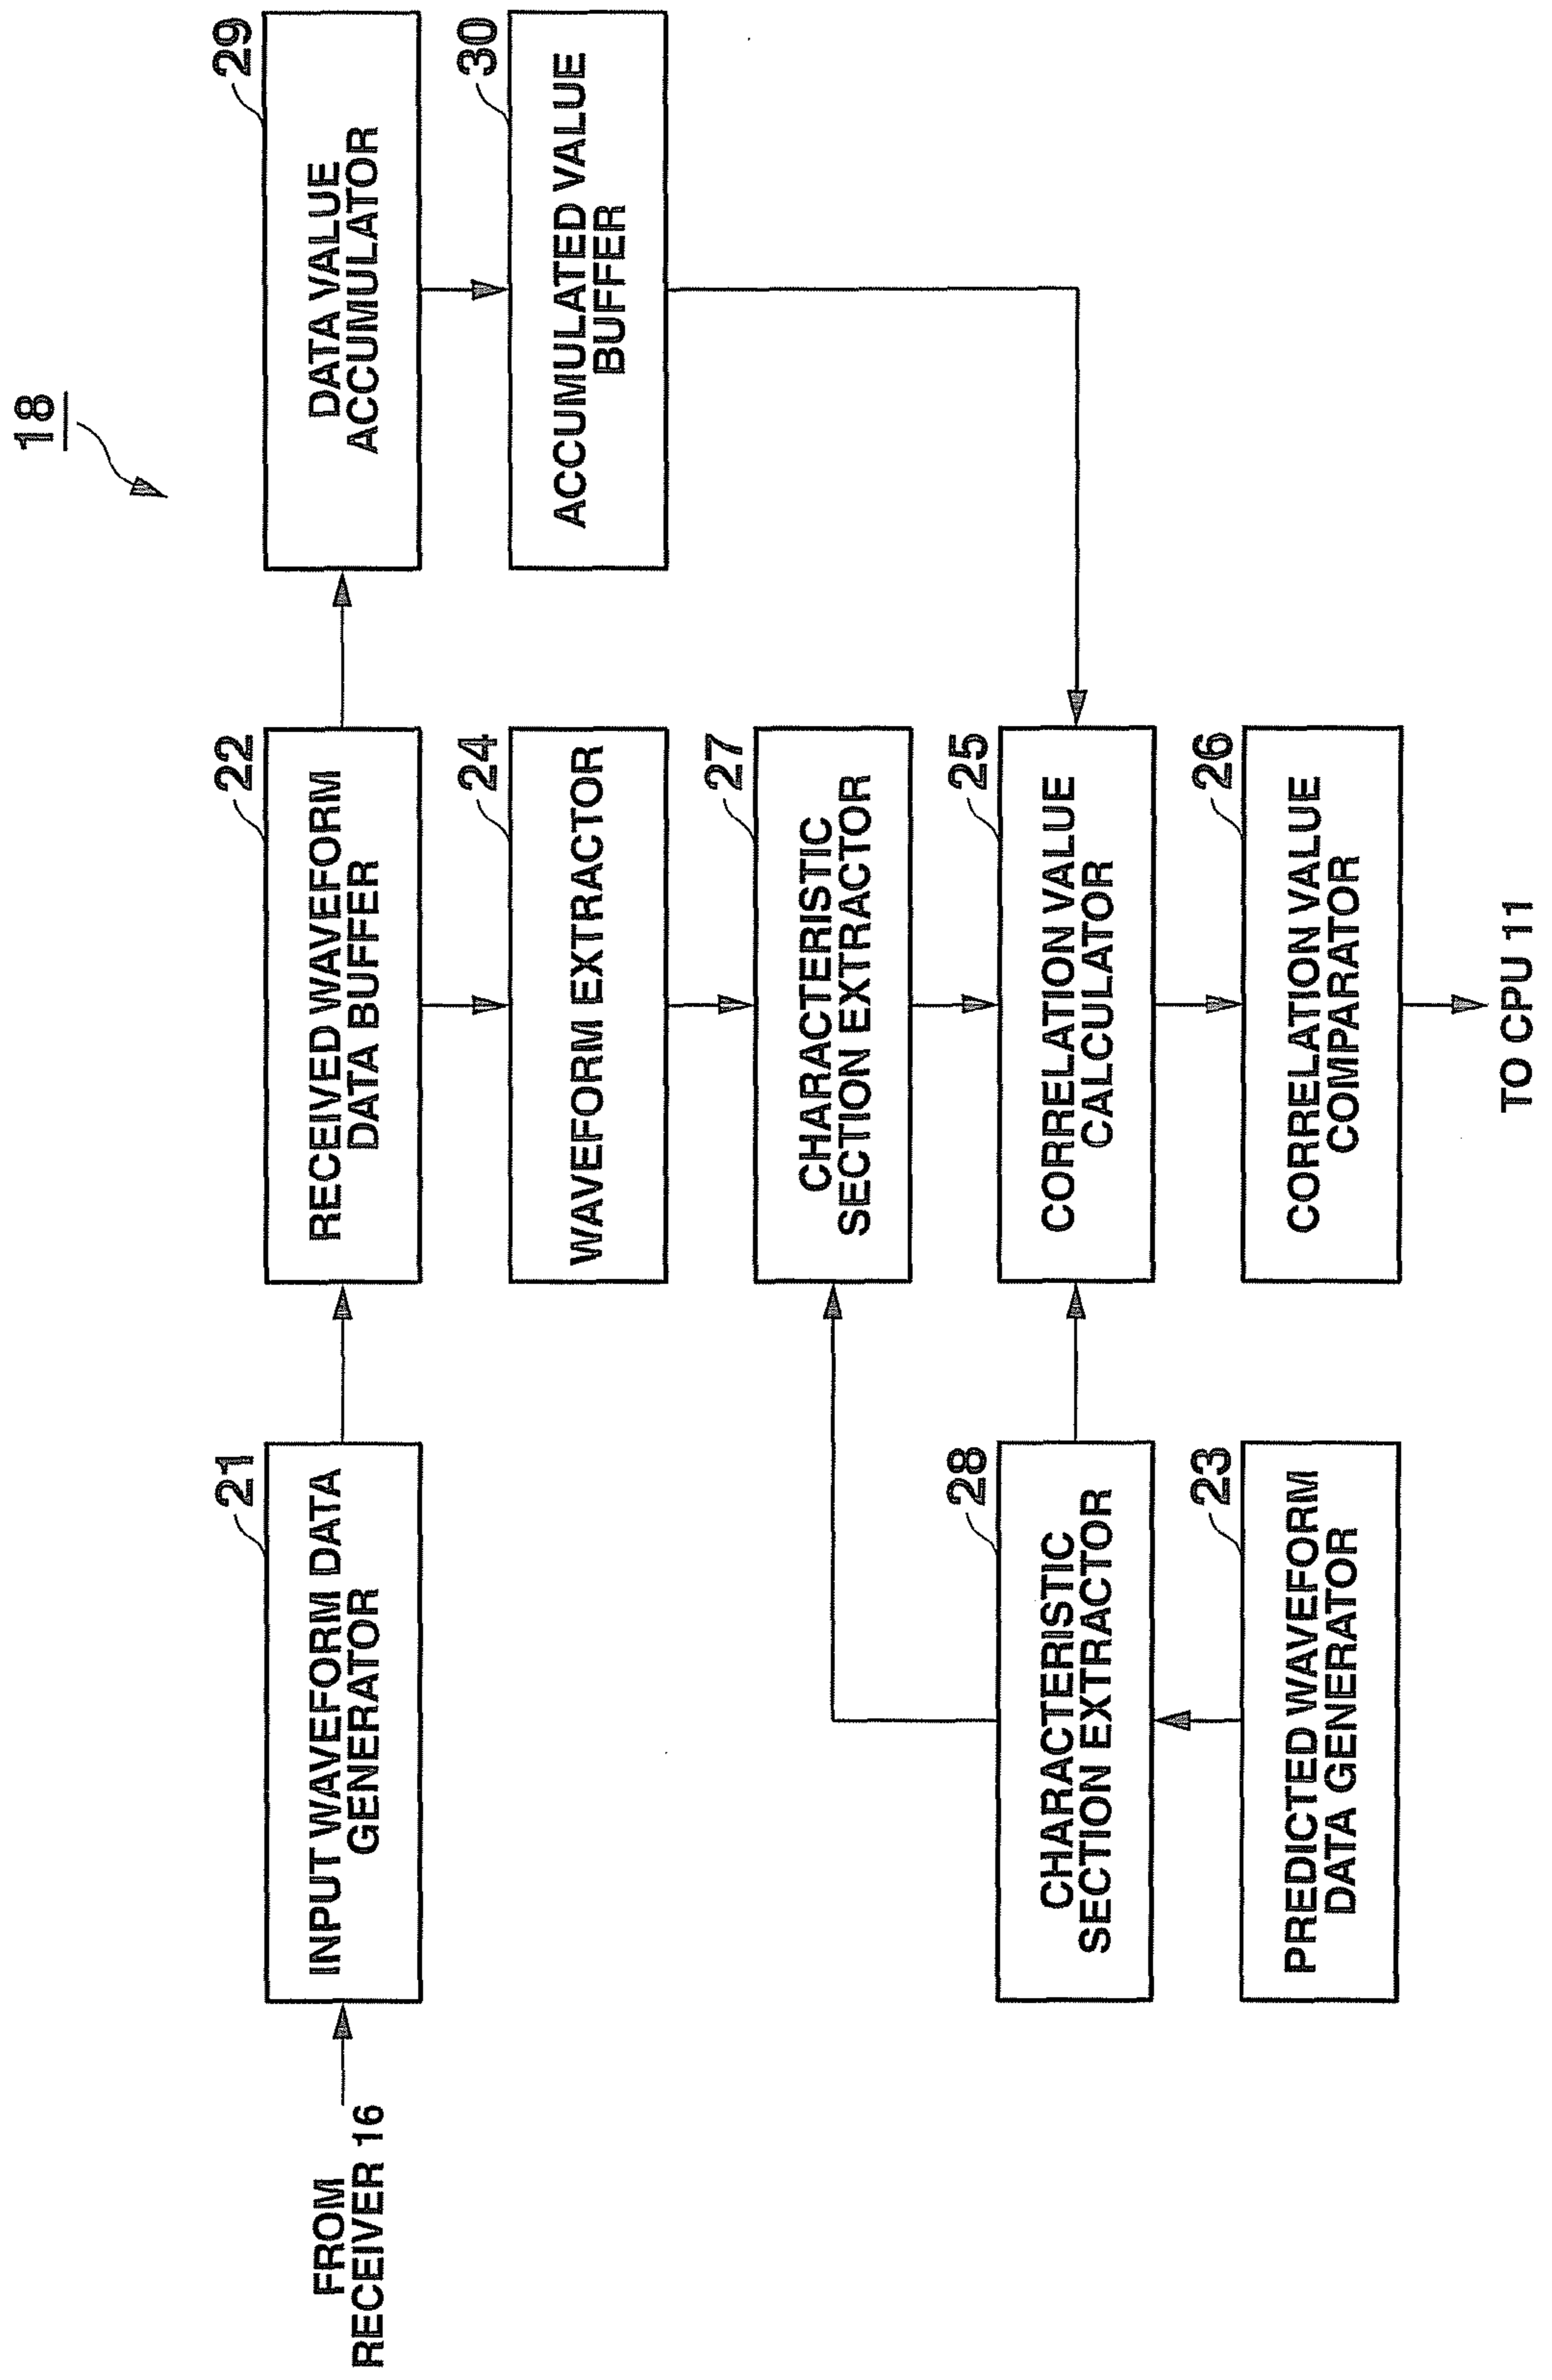 18
FROM
RECEIVER 16
21
INPUT WAVEFORM DATA
GENERATOR
22
RECEIVED WAVEFORM
DATA BUFFER
29
DATA VALUE
ACCUMULATOR
24
WAVEFORM EXTRACTOR
30
ACCUMULATED VALUE
BUFFER
27
CHARACTERISTIC
SECTION EXTRACTOR
28
CHARACTERISTIC
SECTION EXTRACTOR
25
CORRELATION VALUE
CALCULATOR
23
PREDICTED WAVEFORM
DATA GENERATOR
26
CORRELATION VALUE
COMPARATOR
TO CPU 11